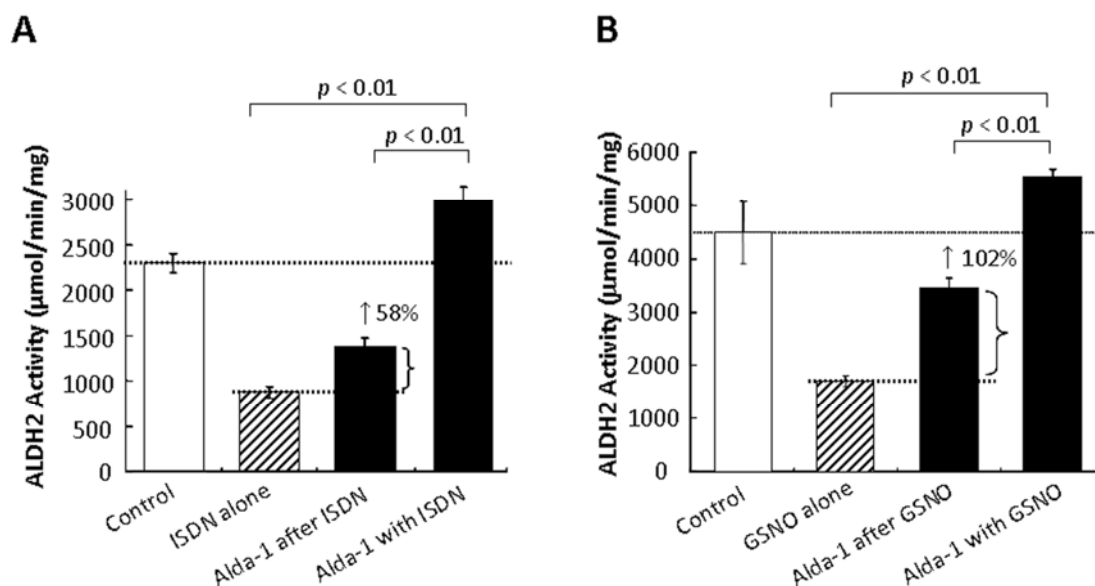 A
p < 0.01
p < 0.01
ALDH2 Activity (µmol/min/mg)
3000
2500
2000
1500
1000
500
0
↑ 58%
Control
ISDN alone
Alda-1 after ISDN
Alda-1 with ISDN
B
p < 0.01
p < 0.01
ALDH2 Activity (µmol/min/mg)
6000
5000
4000
3000
2000
1000
0
↑ 102%
Control
GSNO alone
Alda-1 after GSNO
Alda-1 with GSNO